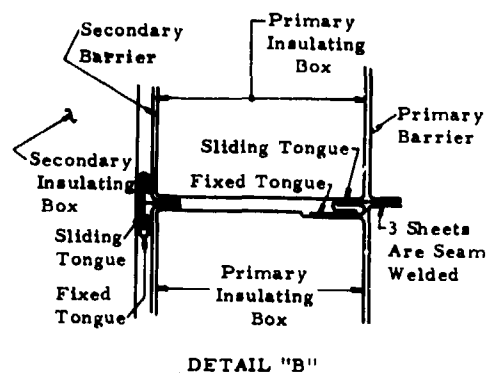 Secondary
Barrier
Primary
Insulating
Box
Primary
Barrier
Sliding Tongue
Fixed Tongue
Secondary
Insulating
Box
Sliding
Tongue
Fixed
Tongue
Primary
Insulating
Box
3 Sheets
Are Seam
Welded
DETAIL "B"